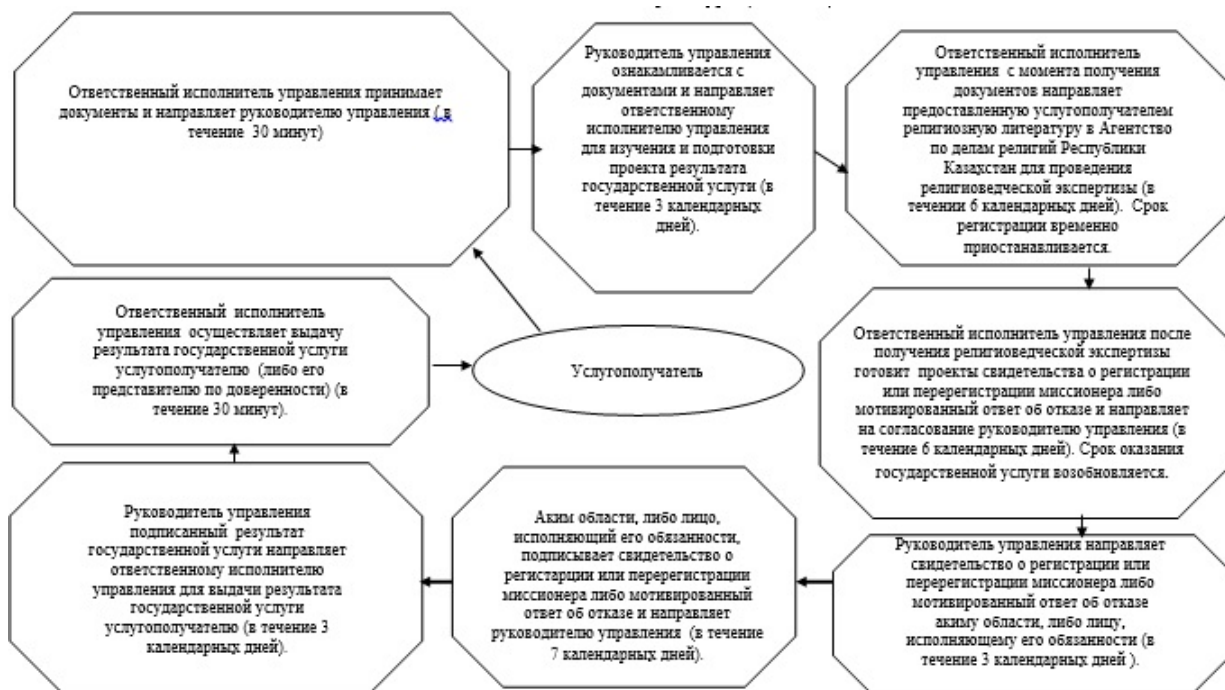 Ответственный исполнитель управления принимает
документы и направляет руководителю управления ( в
течение 30 минут)
Руководитель управления
ознакамливается с
документами и направляет
ответственному
исполнителю управления
для изучения и подготовки
проекта результата
государственной услуги (в
течение 3 календарных
дней).
Ответственный исполнитель
управления с момента получения
документов направляет
предоставленную услугополучателем
религиозную литературу в Агентство
по делам религий Республики
Казахстан для проведения
религиоведческой экспертизы (в
течении 6 календарных дней). Срок
регистрации временно
приостанавливается.
Ответственный исполнитель
управления осуществляет выдачу
результата государственной услуги
услугополучателю (либо его
представителю по доверенности) (в
течение 30 минут).
Услугополучатель
Ответственный исполнитель управления после
получения религиоведческой экспертизы
готовит проекты свидетельства о регистрации
или перерегистрации миссионера либо
мотивированный ответ об отказе и направляет
на согласование руководителю управления (в
течение 6 календарных дней). Срок оказания
государственной услуги возобновляется.
Руководитель управления
подписанный результат
государственной услуги направляет
ответственному исполнителю
управления для выдачи результата
государственной услуги
услугополучателю (в течение 3
календарных дней).
Аким области, либо лицо,
исполняющий его обязанности,
подписывает свидетельство о
регистарции или перерегистрации
миссионера либо мотивированный
ответ об отказе и направляет
руководителю управления (в течение
7 календарных дней).
Руководитель управления направляет
свидетельство о регистрации или
перерегистрации миссионера либо
мотивированный ответ об отказе
акиму области, либо лицу,
исполняющему его обязанности (в
течение 3 календарных дней ).